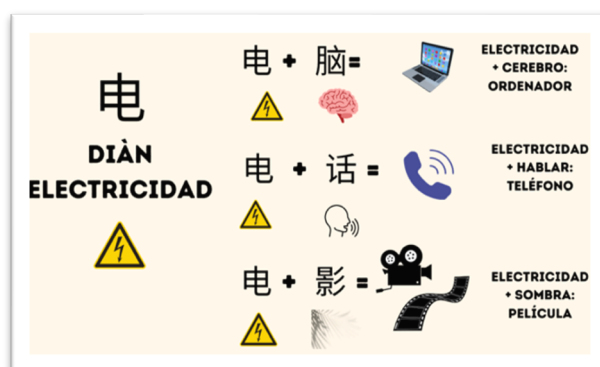 电
DIÀN
ELECTRICIDAD
电 + 脑=
ELECTRICIDAD
+ CEREBRO:
ORDENADOR
电 + 话 =
ELECTRICIDAD
+ HABLAR:
TELÉFONO
电 + 影 =
ELECTRICIDAD
+ SOMBRA:
PELÍCULA